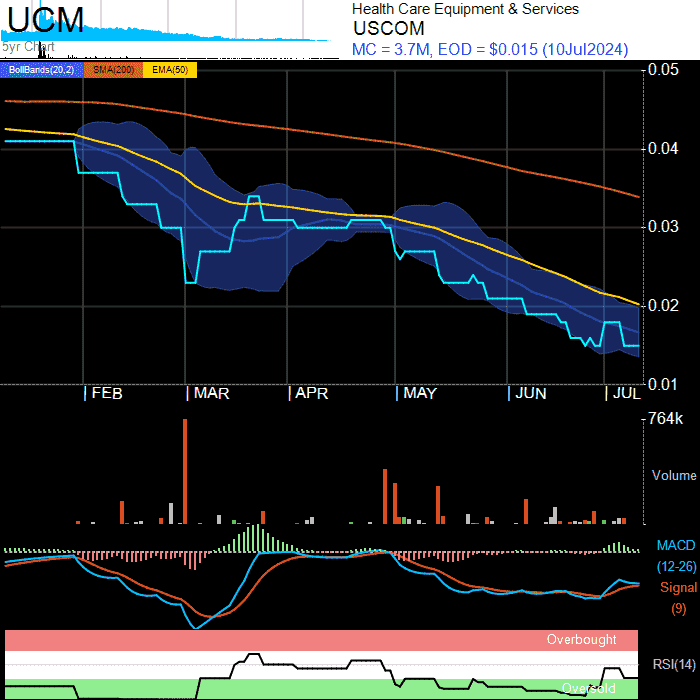 UCM
5yr Chart
Health Care Equipment & Services
USCOM
MC = 3.7M, EOD = $0.015 (10Jul2024)
BollBands(20,2) SMA(200) EMA(50)
0.05
0.04
0.03
0.02
0.01
FEB MAR APR MAY JUN JUL
764k
Volume
MACD
(12-26)
Signal
(9)
Overbought
RSI(14)
Oversold